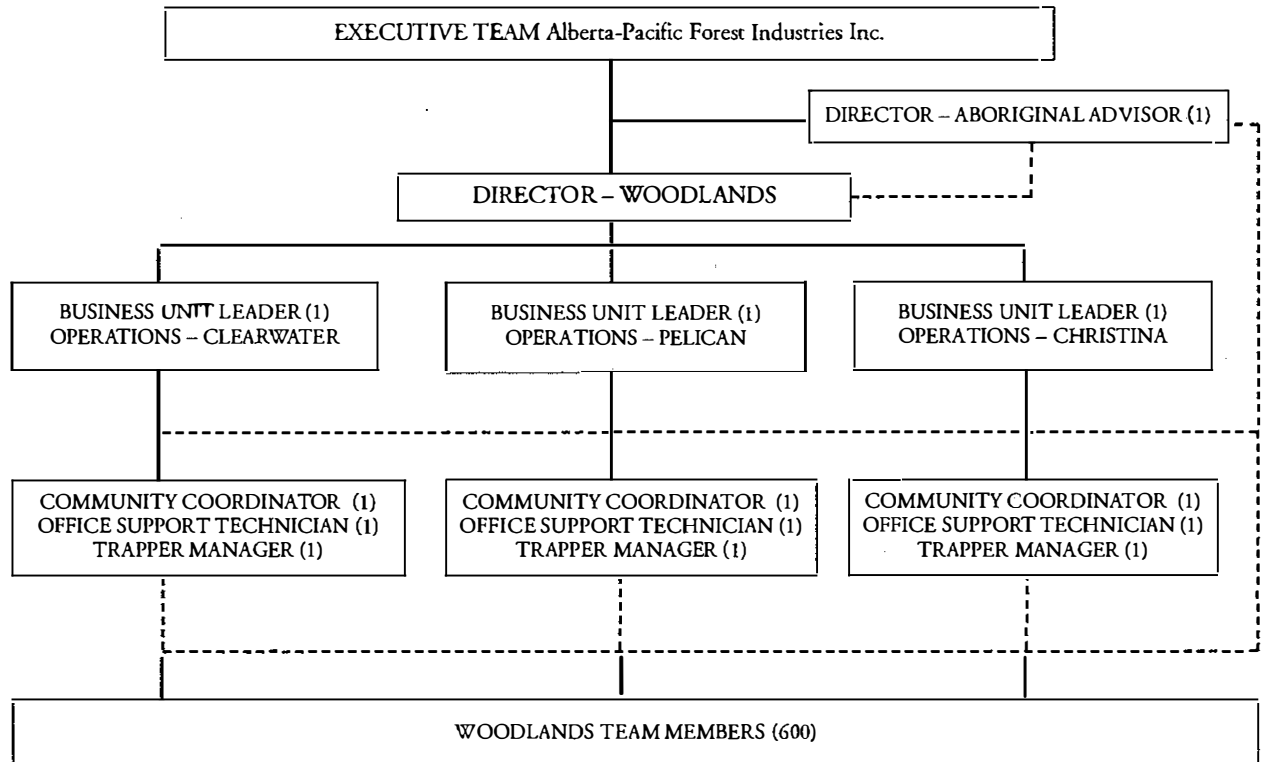 EXECUTIVE TEAM Alberta-Pacific Forest Industries Inc.
DIRECTOR – ABORIGINAL ADVISOR (1)
DIRECTOR – WOODLANDS
BUSINESS UNIT LEADER (1)
OPERATIONS – CLEARWATER
BUSINESS UNIT LEADER (1)
OPERATIONS – PELICAN
BUSINESS UNIT LEADER (1)
OPERATIONS – CHRISTINA
COMMUNITY COORDINATOR (1)
OFFICE SUPPORT TECHNICIAN (1)
TRAPPER MANAGER (1)
COMMUNITY COORDINATOR (1)
OFFICE SUPPORT TECHNICIAN (1)
TRAPPER MANAGER (1)
COMMUNITY COORDINATOR (1)
OFFICE SUPPORT TECHNICIAN (1)
TRAPPER MANAGER (1)
WOODLANDS TEAM MEMBERS (600)